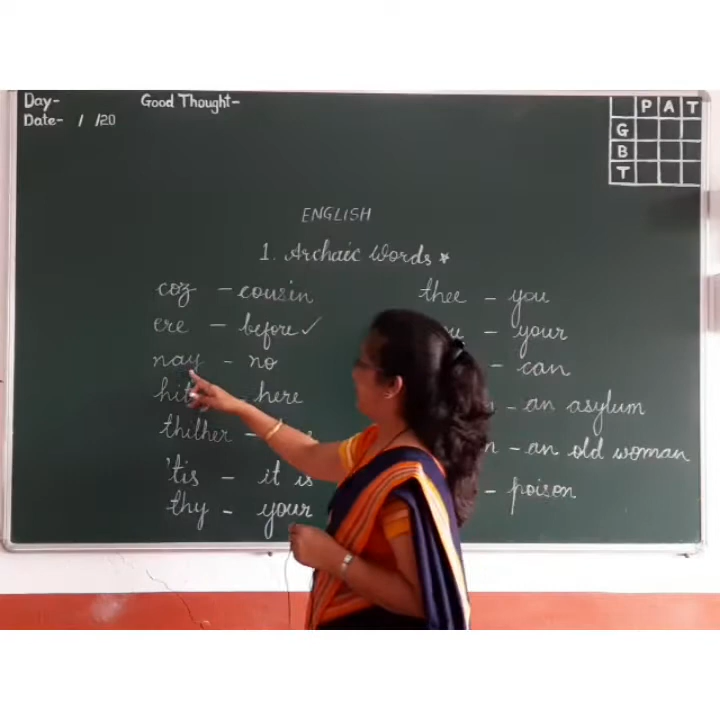 Day-
Date- / /20
Good Thought-
P A T
G
B
T
ENGLISH
1. Archaic Words *
coz - cousin
ere - before ✓
nay - no
- here
thilher -
'tis - it is
thy - your
thee - you
- your
- can
- an asylum
- an old woman
- poison